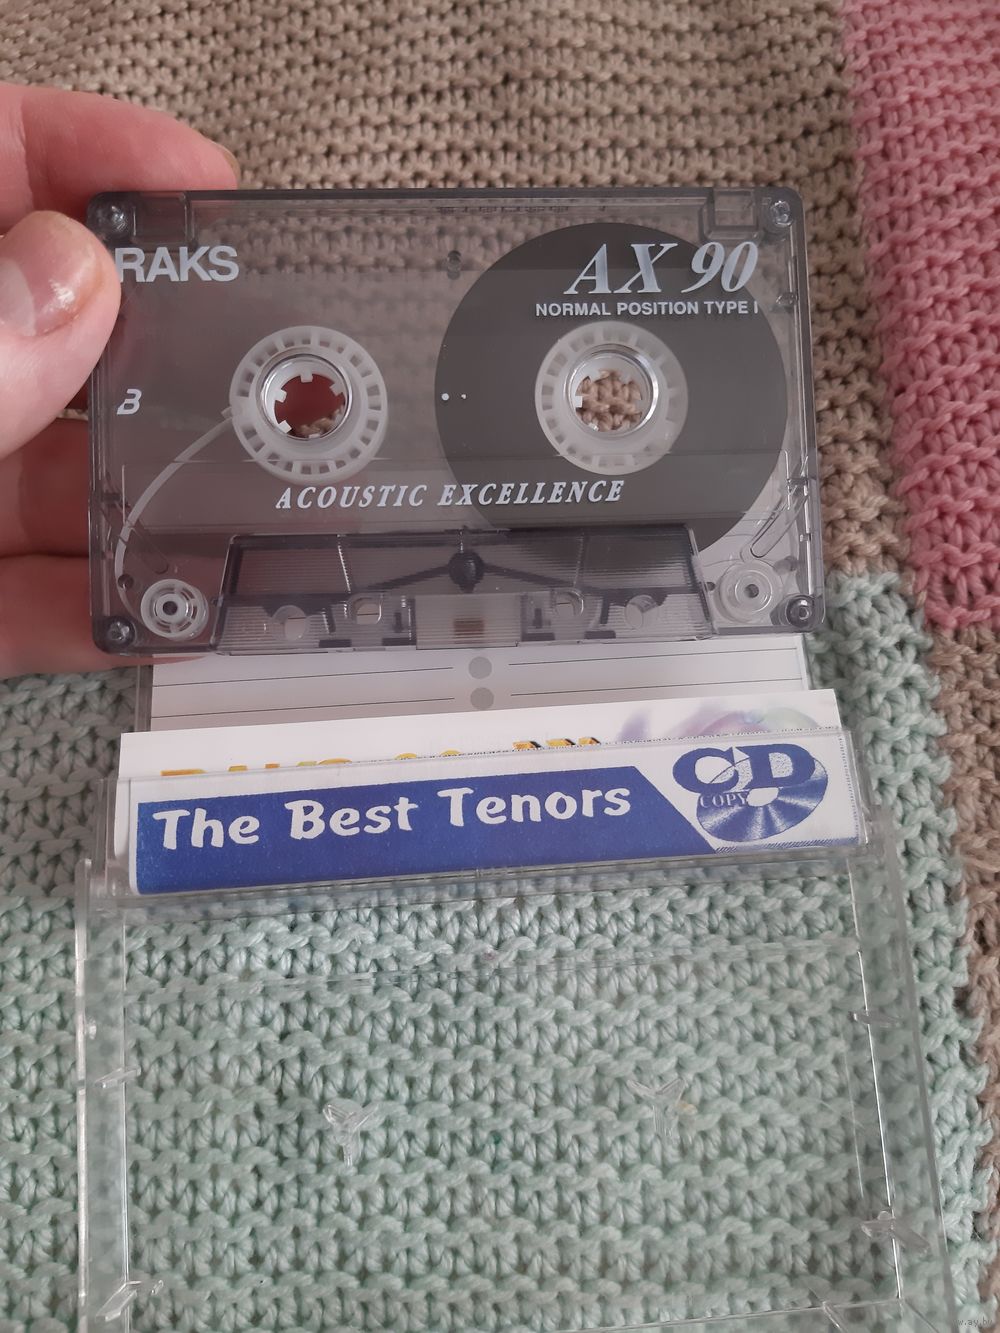 RAKS
AX 90
NORMAL POSITION TYPE I
B
ACOUSTIC EXCELLENCE
The Best Tenors
CD
COPY